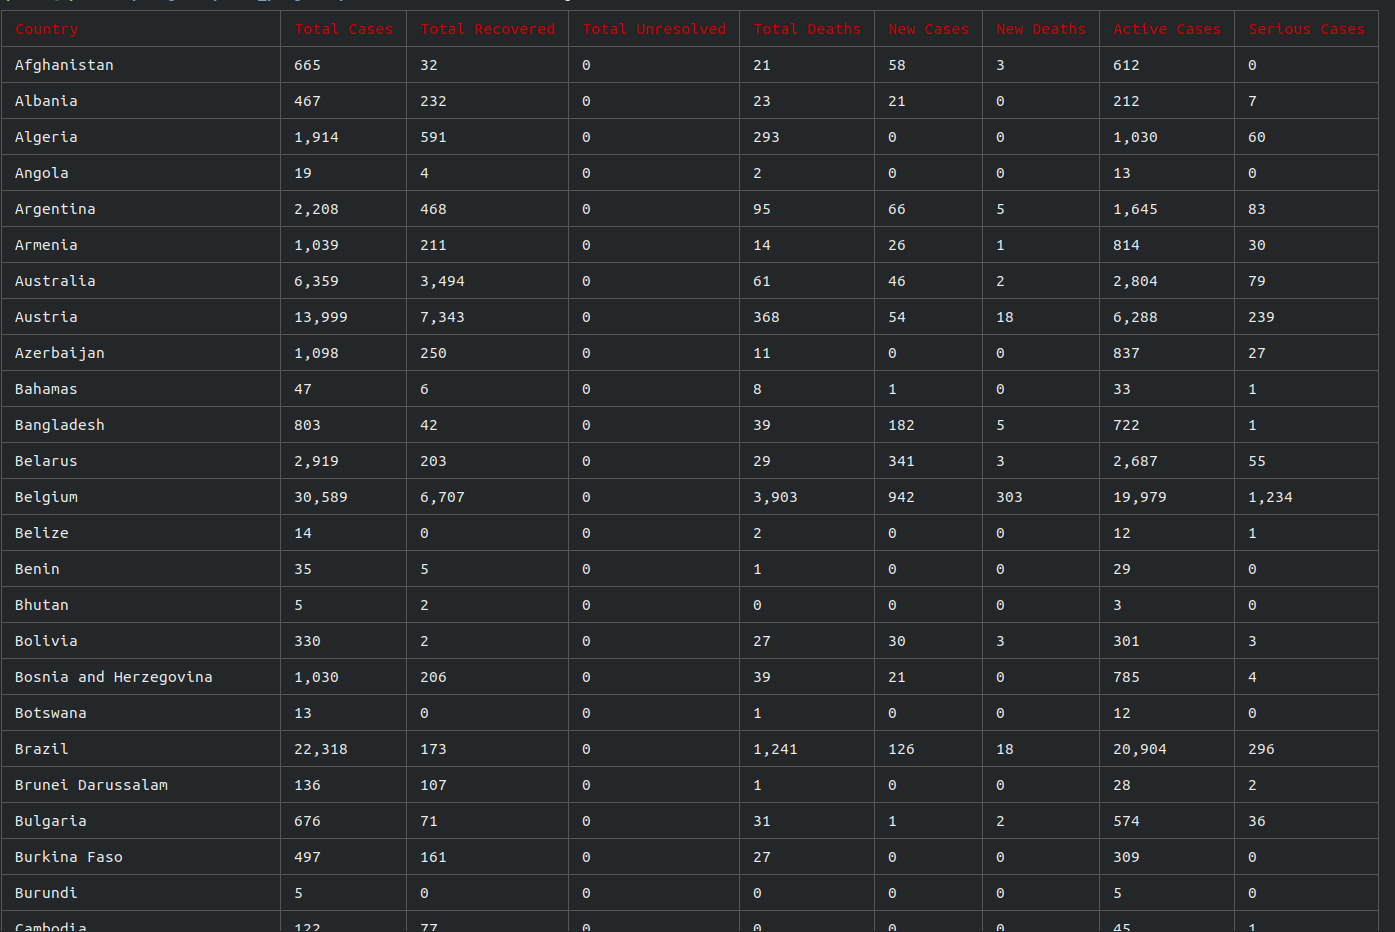 Country Total Cases Total Recovered Total Unresolved Total Deaths New Cases New Deaths Active Cases Serious Cases
Afghanistan 665 32 0 21 58 3 612 0
Albania 467 232 0 23 21 0 212 7
Algeria 1,914 591 0 293 0 0 1,030 60
Angola 19 4 0 2 0 0 13 0
Argentina 2,208 468 0 95 66 5 1,645 83
Armenia 1,039 211 0 14 26 1 814 30
Australia 6,359 3,494 0 61 46 2 2,804 79
Austria 13,999 7,343 0 368 54 18 6,288 239
Azerbaijan 1,098 250 0 11 0 0 837 27
Bahamas 47 6 0 8 1 0 33 1
Bangladesh 803 42 0 39 182 5 722 1
Belarus 2,919 203 0 29 341 3 2,687 55
Belgium 30,589 6,707 0 3,903 942 303 19,979 1,234
Belize 14 0 0 2 0 0 12 1
Benin 35 5 0 1 0 0 29 0
Bhutan 5 2 0 0 0 0 3 0
Bolivia 330 2 0 27 30 3 301 3
Bosnia and Herzegovina 1,030 206 0 39 21 0 785 4
Botswana 13 0 0 1 0 0 12 0
Brazil 22,318 173 0 1,241 126 18 20,904 296
Brunei Darussalam 136 107 0 1 0 0 28 2
Bulgaria 676 71 0 31 1 2 574 36
Burkina Faso 497 161 0 27 0 0 309 0
Burundi 5 0 0 0 0 0 5 0
Cambodia 122 77 0 0 0 0 45 1